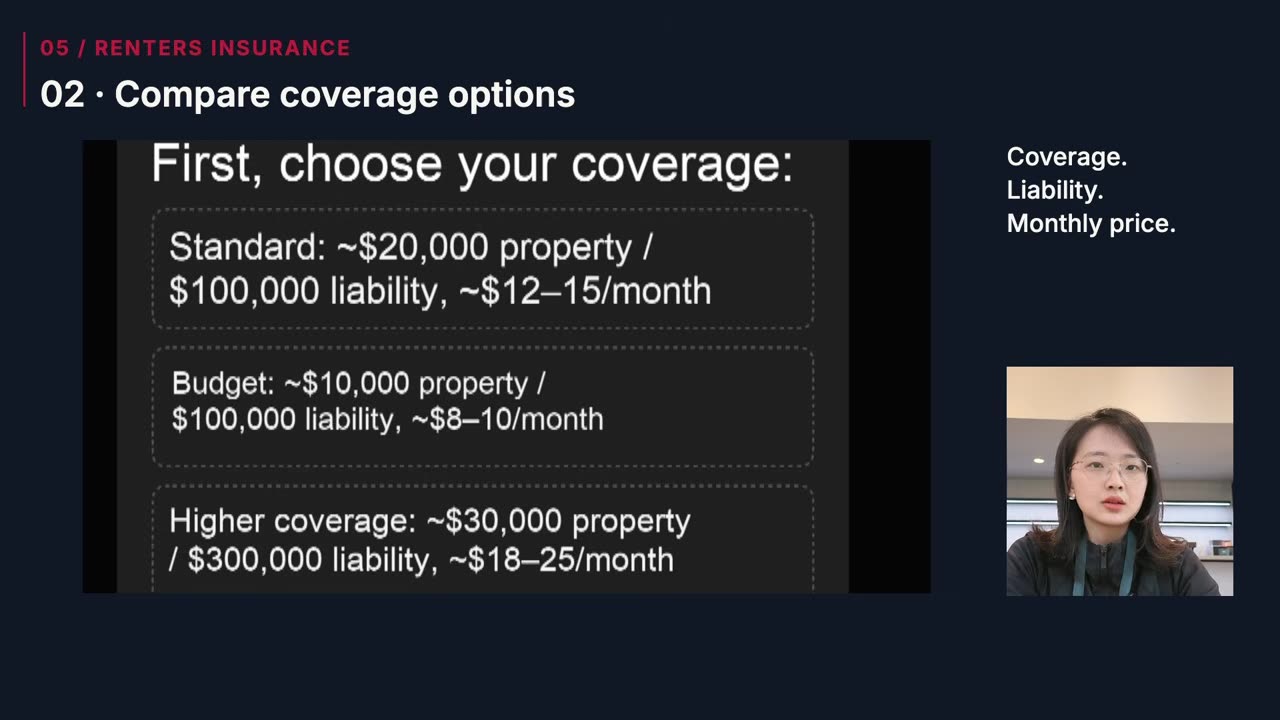 05 / RENTERS INSURANCE
02 · Compare coverage options
First, choose your coverage:
Standard: ~$20,000 property /
$100,000 liability, ~$12–15/month
Budget: ~$10,000 property /
$100,000 liability, ~$8–10/month
Higher coverage: ~$30,000 property
/ $300,000 liability, ~$18–25/month
Coverage.
Liability.
Monthly price.